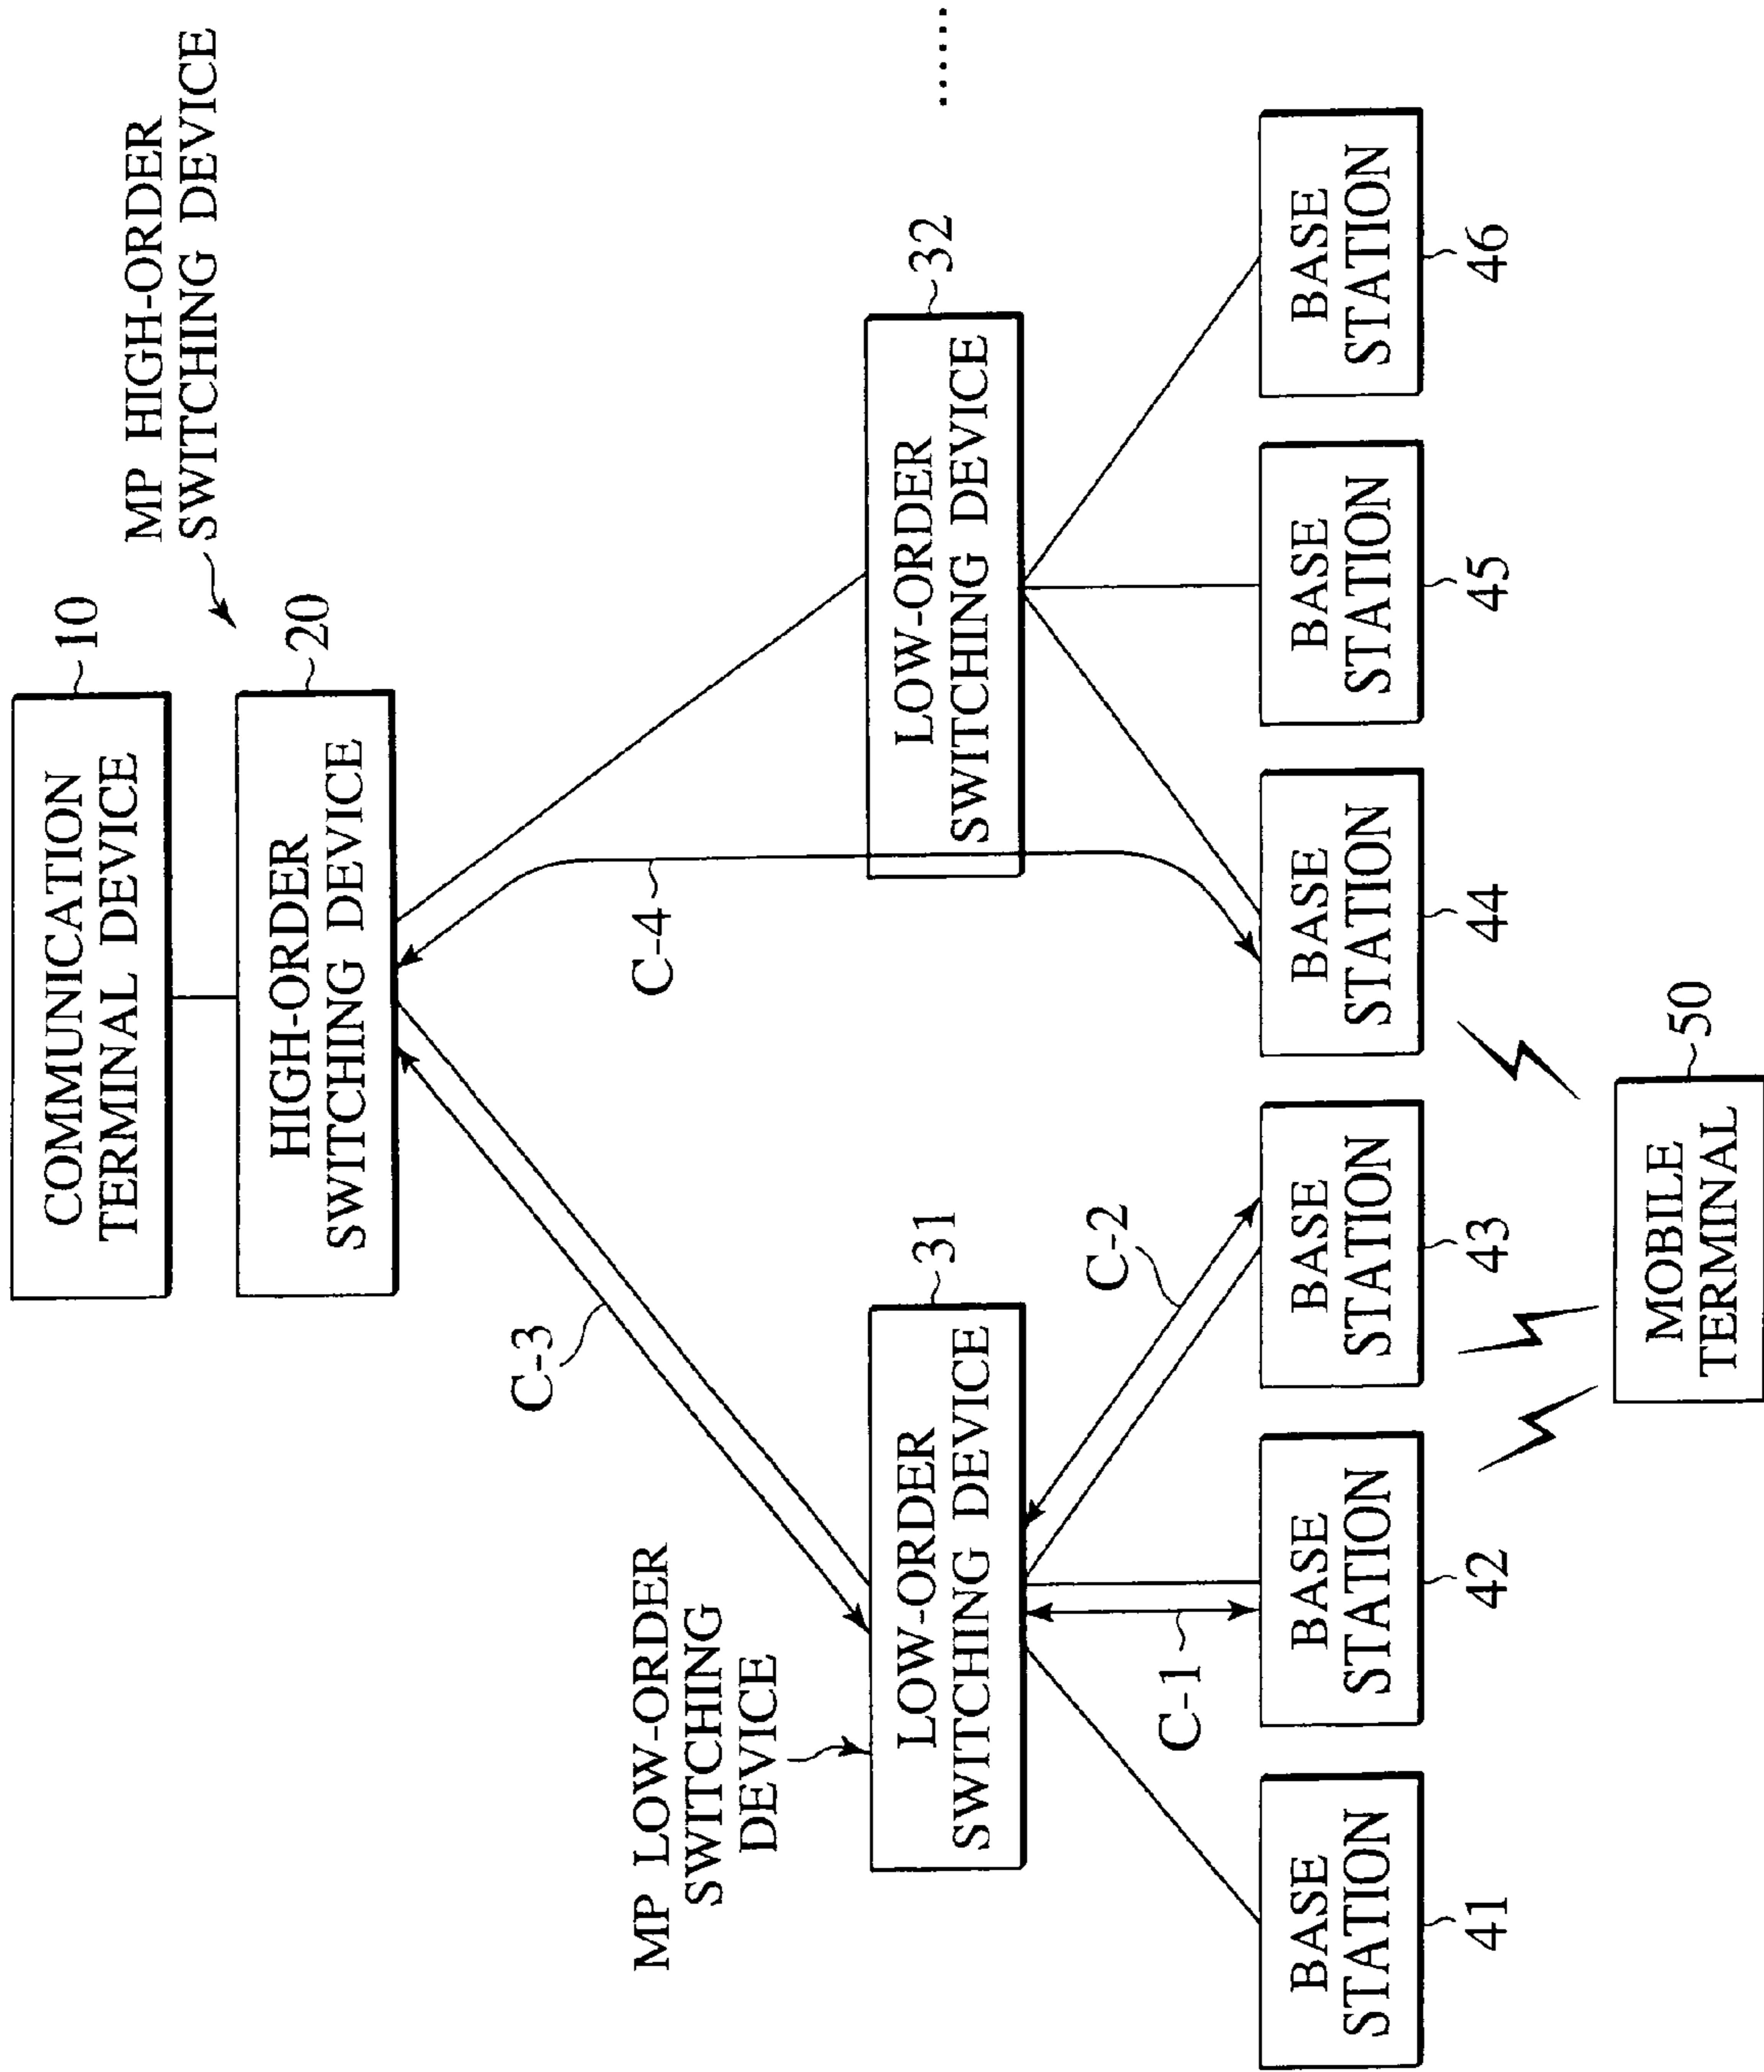 COMMUNICATION
TERMINAL DEVICE
10
MP HIGH-ORDER
SWITCHING DEVICE
HIGH-ORDER
SWITCHING DEVICE
20
C-3
C-4
MP LOW-ORDER
SWITCHING
DEVICE
LOW-ORDER
SWITCHING DEVICE
31
LOW-ORDER
SWITCHING DEVICE
32
......
C-1
C-2
BASE
STATION
41
BASE
STATION
42
BASE
STATION
43
BASE
STATION
44
BASE
STATION
45
BASE
STATION
46
MOBILE
TERMINAL
50